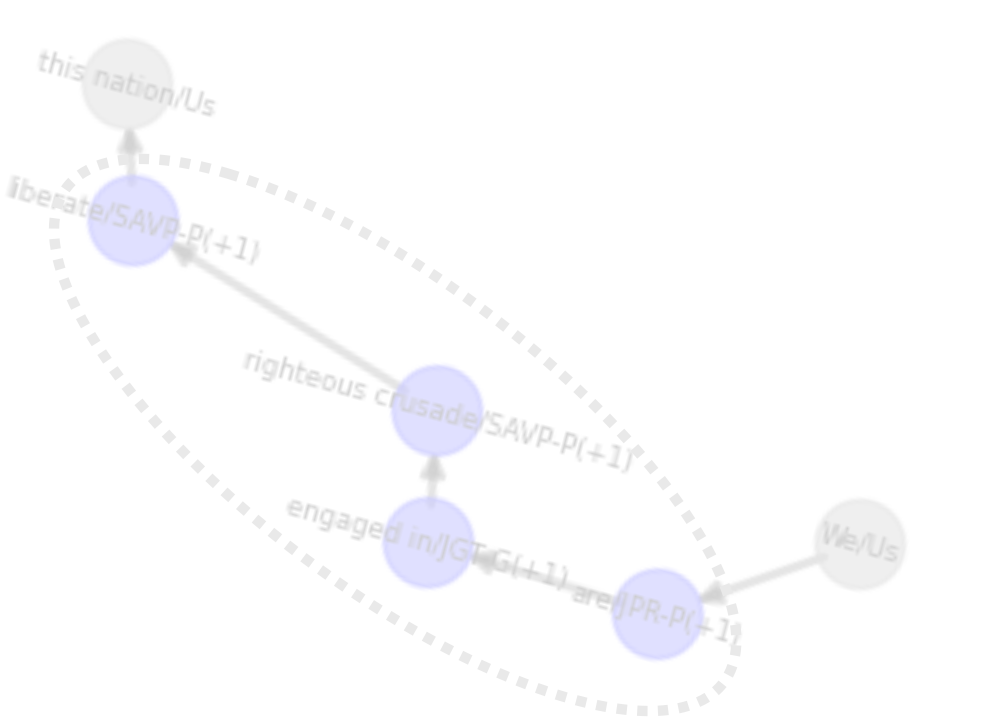 this nation/Us
liberate/SAVP-P(+1)
righteous crusade/SAVP-P(+1)
engaged in/JGT-G(+1)
are/JPR-P(+1)
We/Us